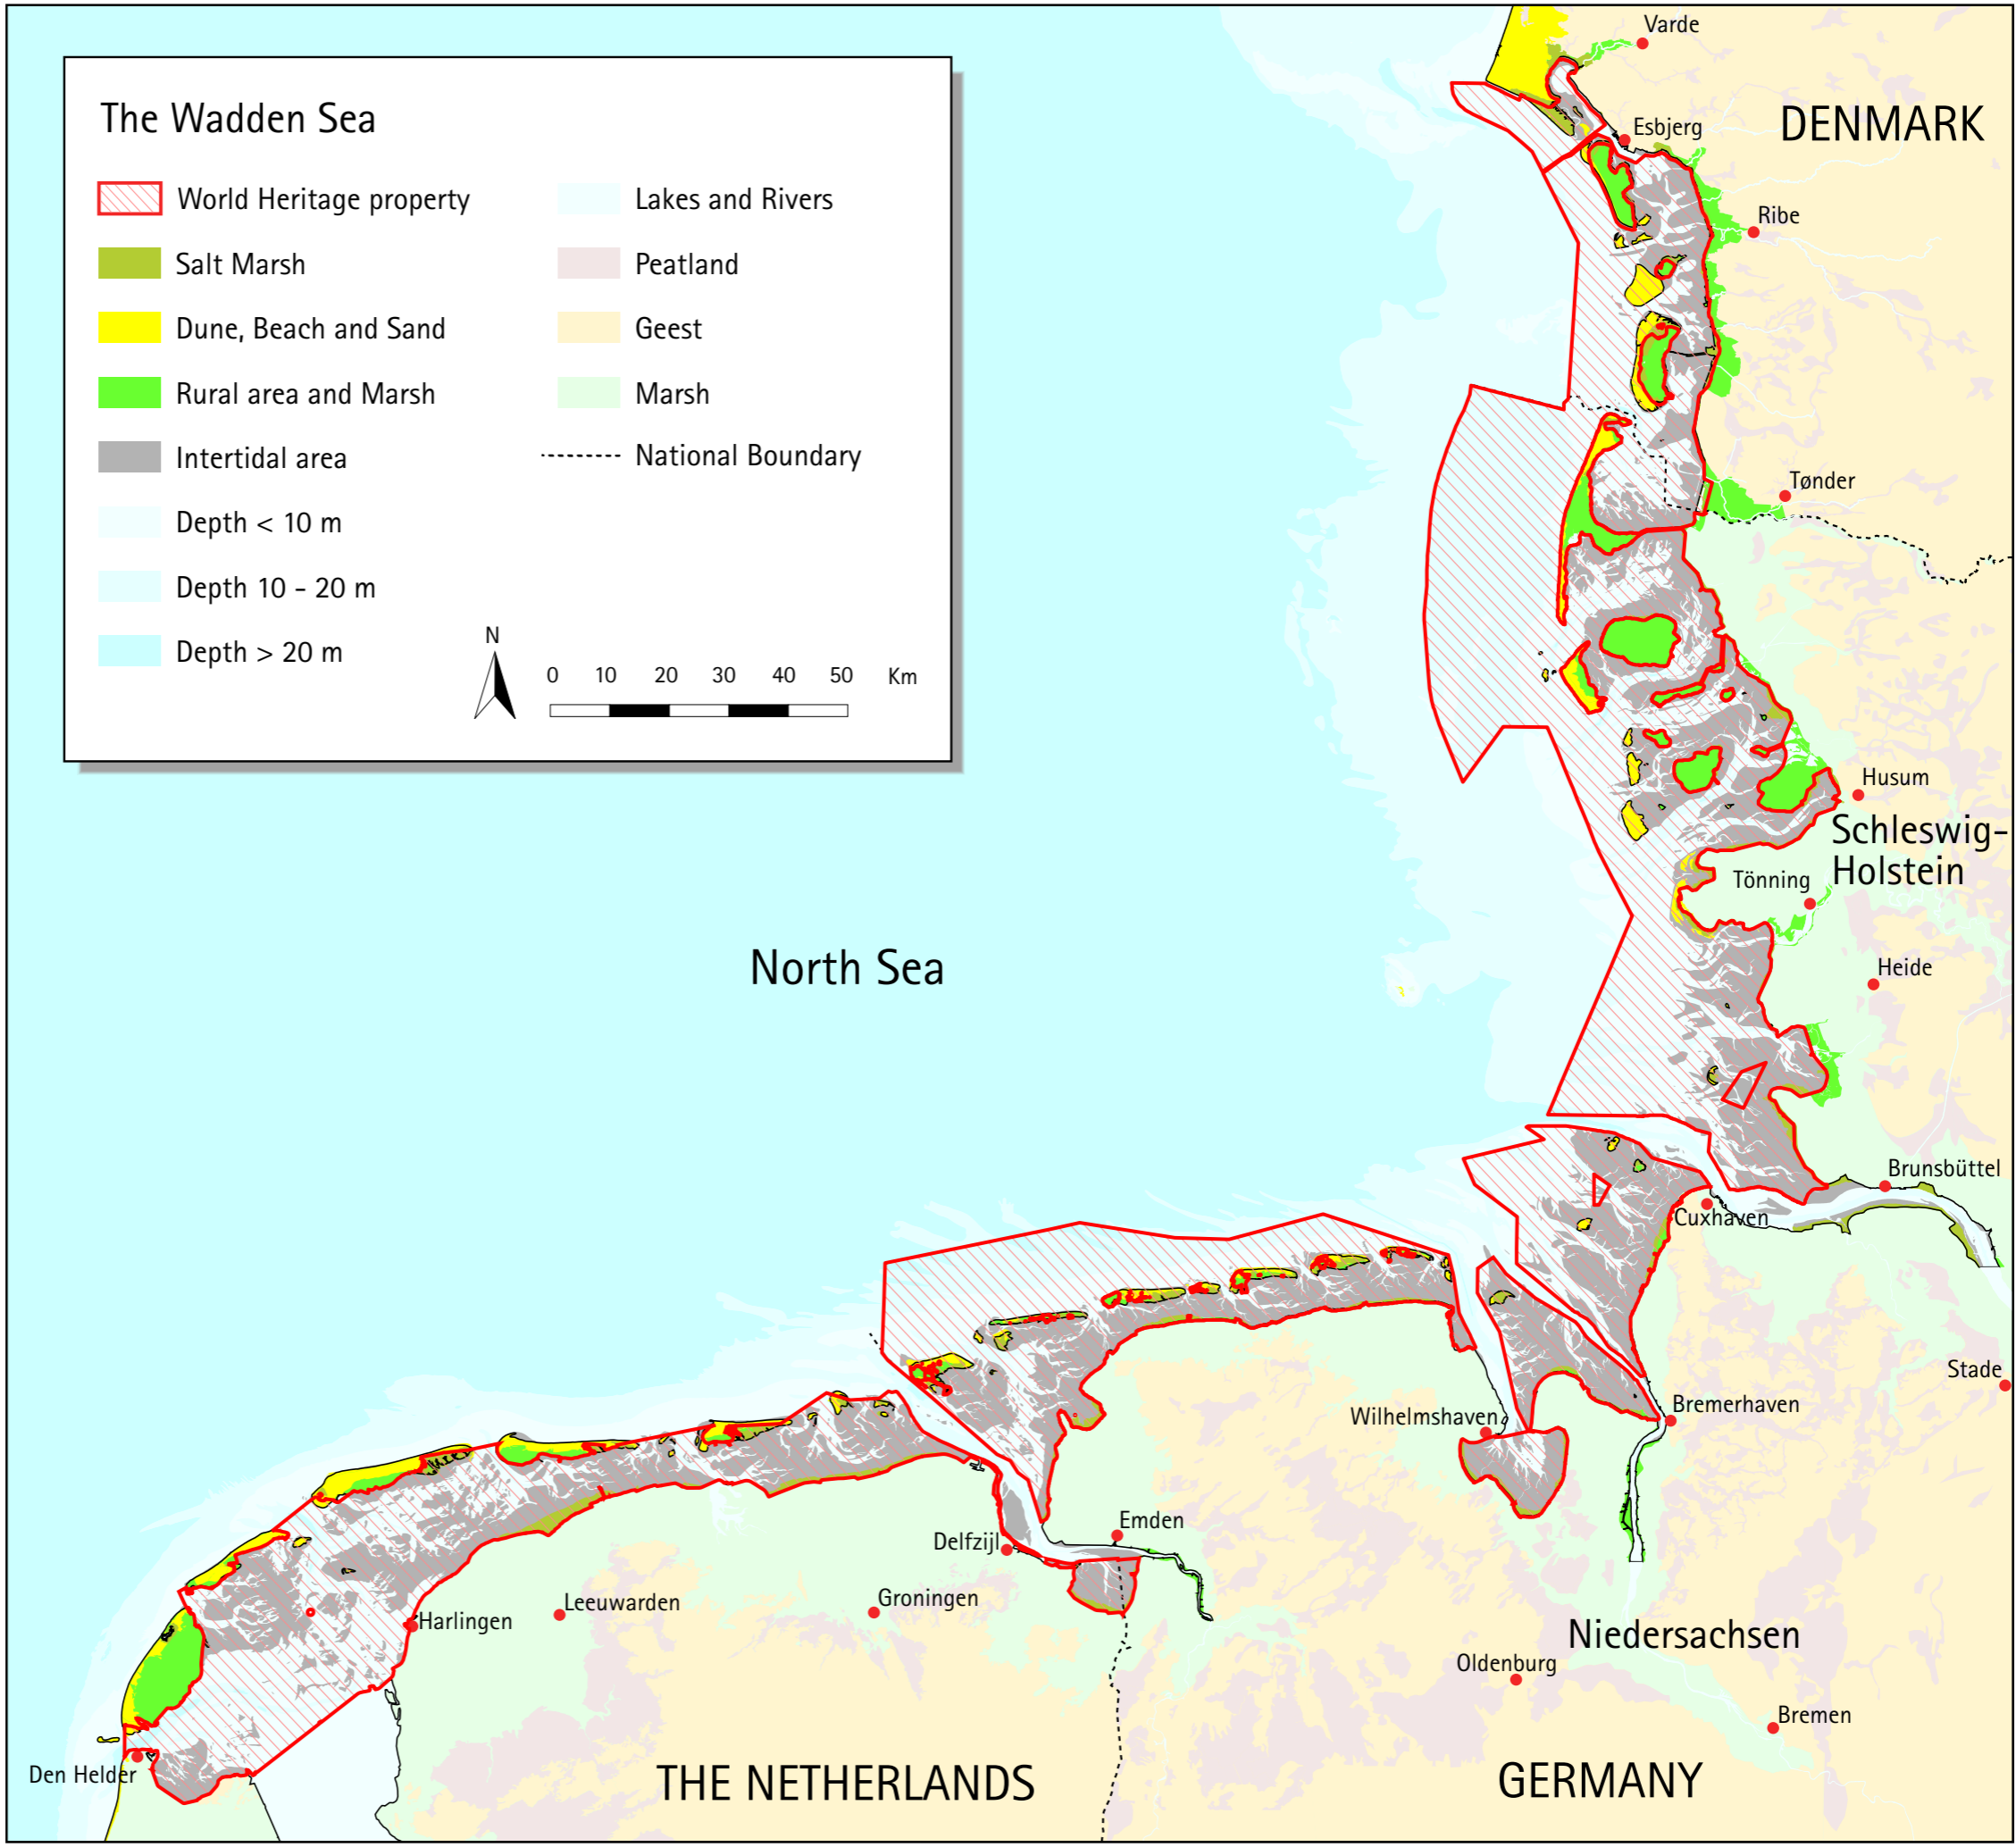 The Wadden Sea
World Heritage property
Salt Marsh
Dune, Beach and Sand
Rural area and Marsh
Intertidal area
Depth < 10 m
Depth 10 - 20 m
Depth > 20 m
Lakes and Rivers
Peatland
Geest
Marsh
National Boundary
N
0 10 20 30 40 50 Km
Varde
DENMARK
Esbjerg
Ribe
Tønder
Husum
Schleswig-
Holstein
Tönning
Heide
North Sea
Brunsbüttel
Cuxhaven
Stade
Bremerhaven
Wilhelmshaven
Emden
Delfzijl
Groningen
Leeuwarden
Harlingen
Niedersachsen
Oldenburg
Bremen
Den Helder
THE NETHERLANDS
GERMANY